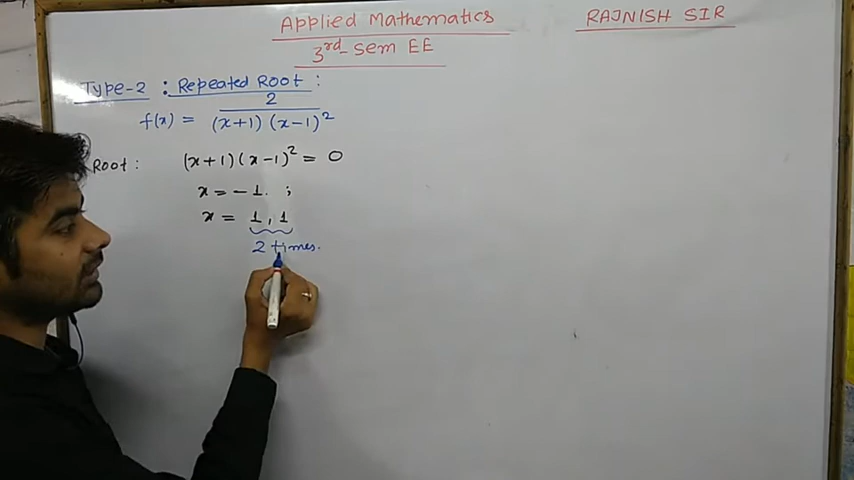 Applied Mathematics
RAJNISH SIR
3rd-sem EE
Type-2 : Repeated Root :
f(x) = 2 / (x+1) (x-1)²
Root : (x+1)(x-1)² = 0
x = -1. ;
x = 1, 1
2 times.